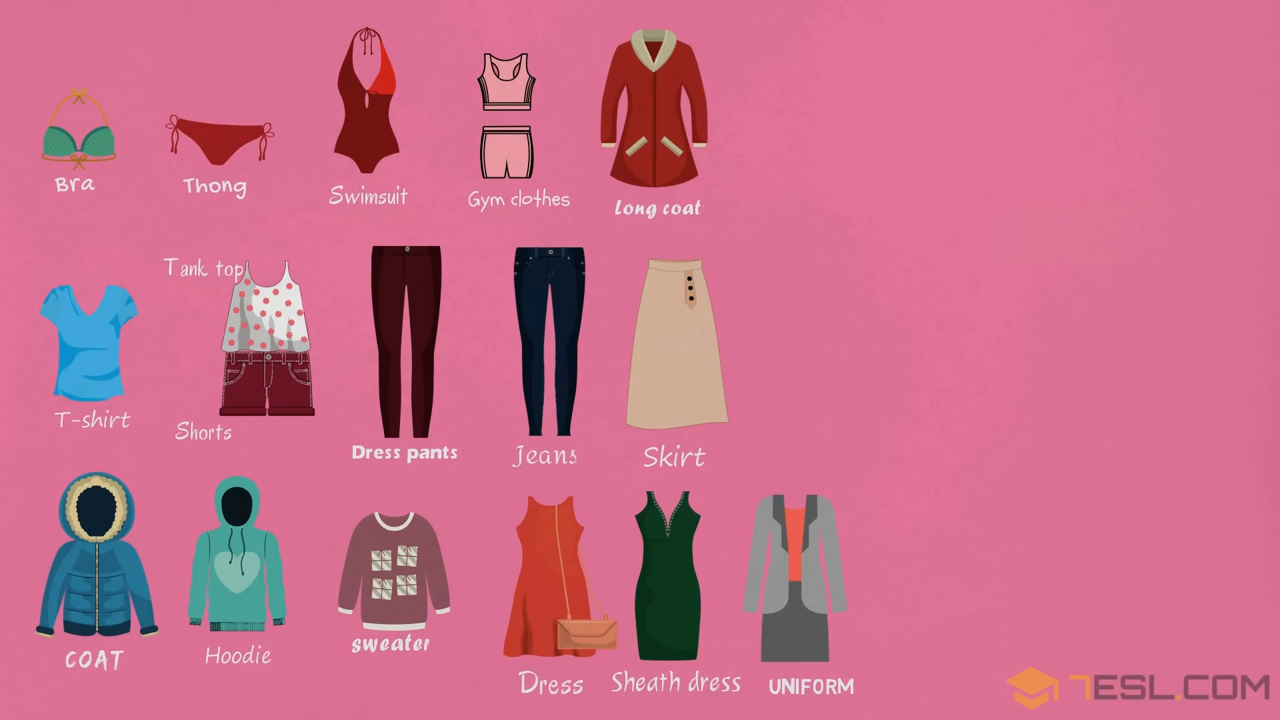 Bra
Thong
Swimsuit
Gym clothes
Long coat
Tank top
T-shirt
Shorts
Dress pants
Jeans
Skirt
COAT
Hoodie
sweater
Dress
Sheath dress
UNIFORM
7ESL.COM